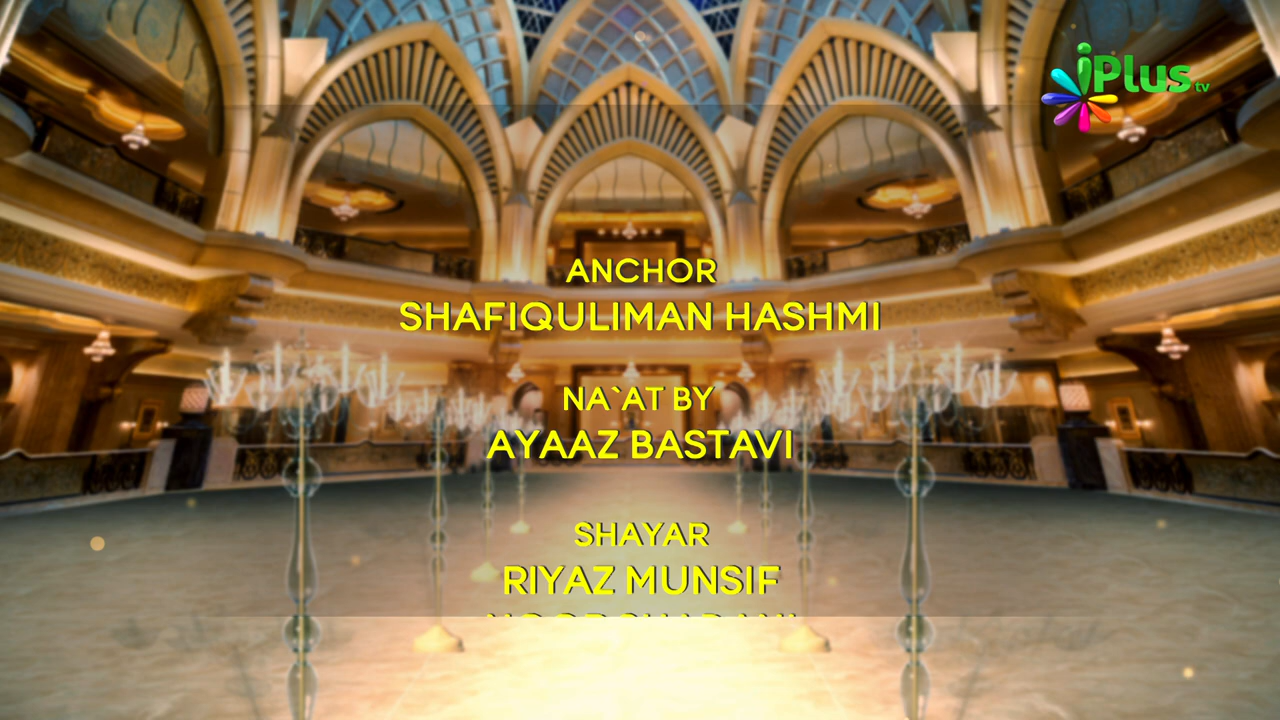 iPlus tv
ANCHOR
SHAFIQULIMAN HASHMI
NA`AT BY
AYAAZ BASTAVI
SHAYAR
RIYAZ MUNSIF